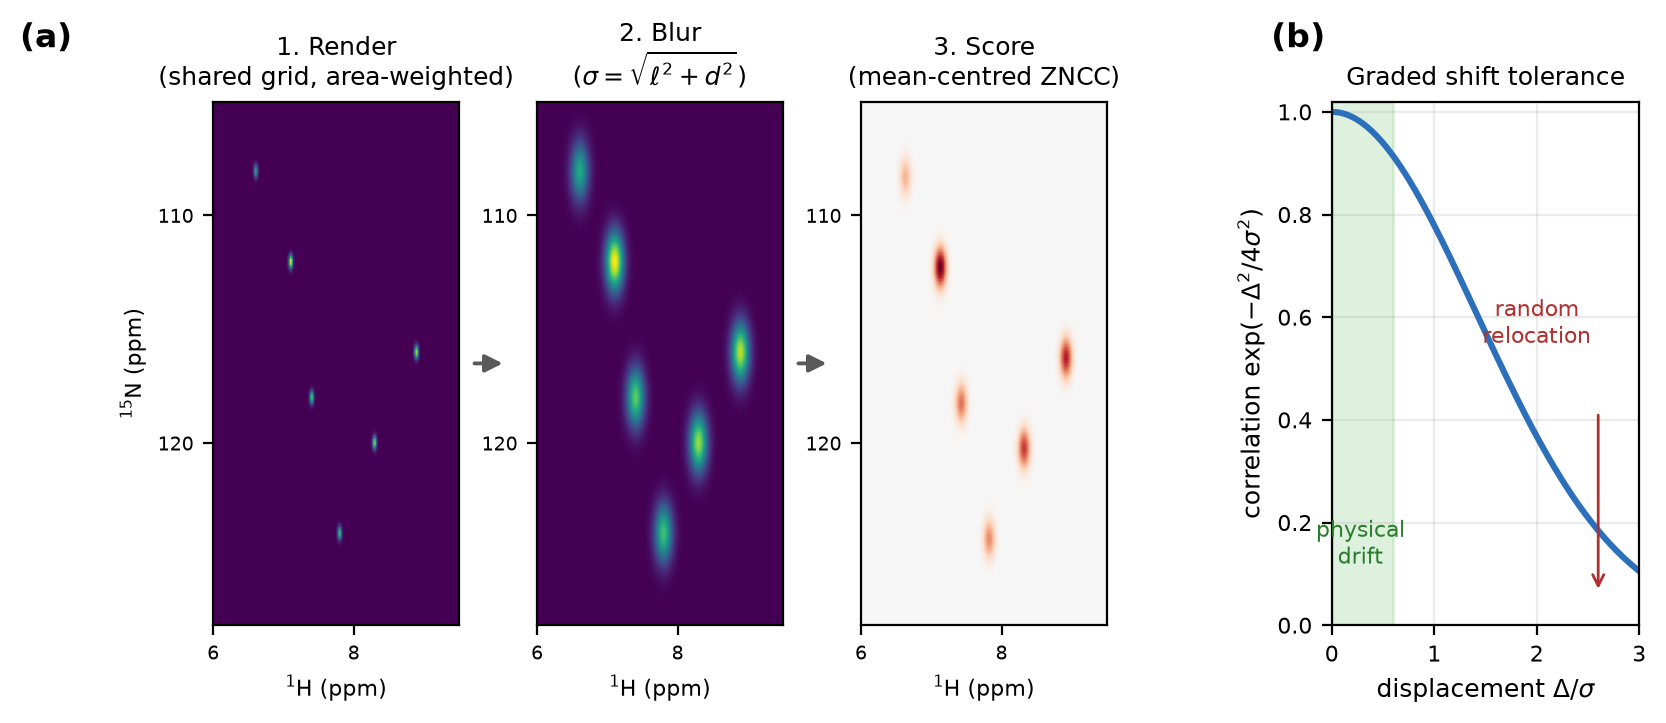 (a)
1. Render
(shared grid, area-weighted)
110
120
¹⁵N (ppm)
6
8
¹H (ppm)
2. Blur
(σ = √ℓ² + d²)
110
120
6
8
¹H (ppm)
3. Score
(mean-centred ZNCC)
110
120
6
8
¹H (ppm)
(b)
Graded shift tolerance
correlation exp(−Δ²/4σ²)
1.0
0.8
0.6
0.4
0.2
0.0
random
relocation
physical
drift
0
1
2
3
displacement Δ/σ